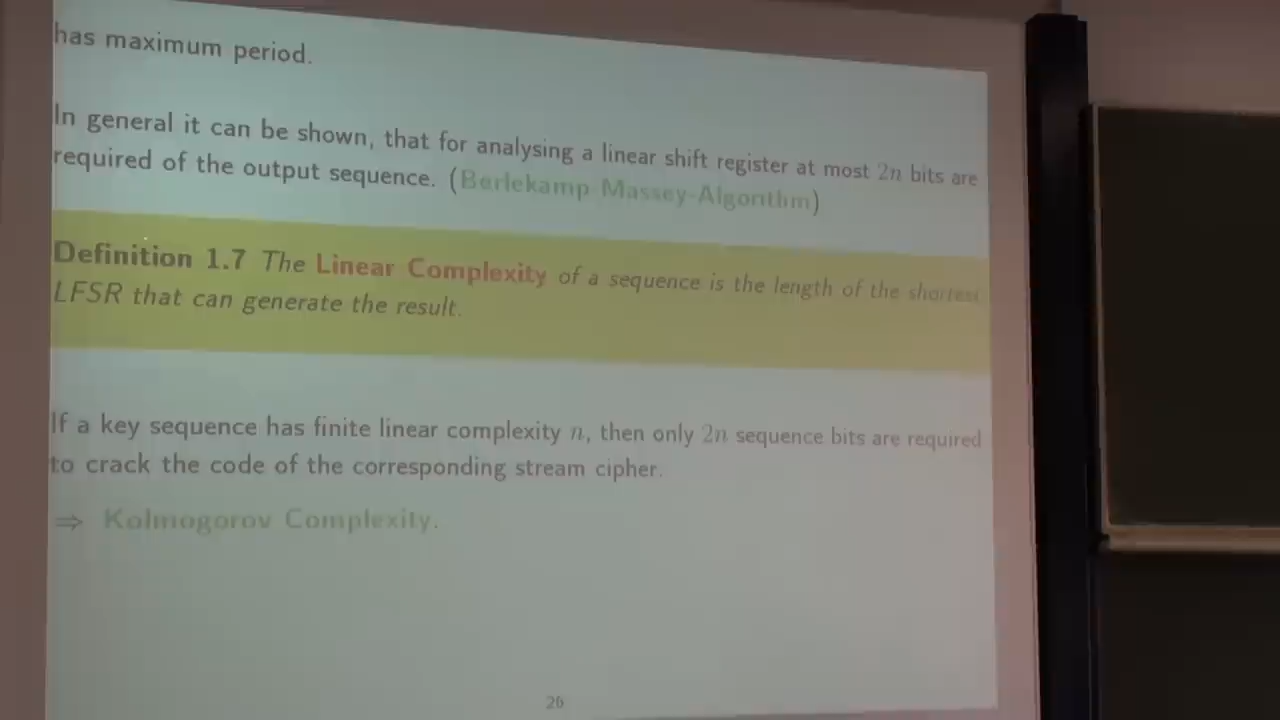 has maximum period.
In general it can be shown, that for analysing a linear shift register at most 2n bits are
required of the output sequence. (Berlekamp-Massey-Algorithm)
Definition 1.7 The Linear Complexity of a sequence is the length of the shortest
LFSR that can generate the result.
If a key sequence has finite linear complexity n, then only 2n sequence bits are required
to crack the code of the corresponding stream cipher.
⇒ Kolmogorov Complexity.
26